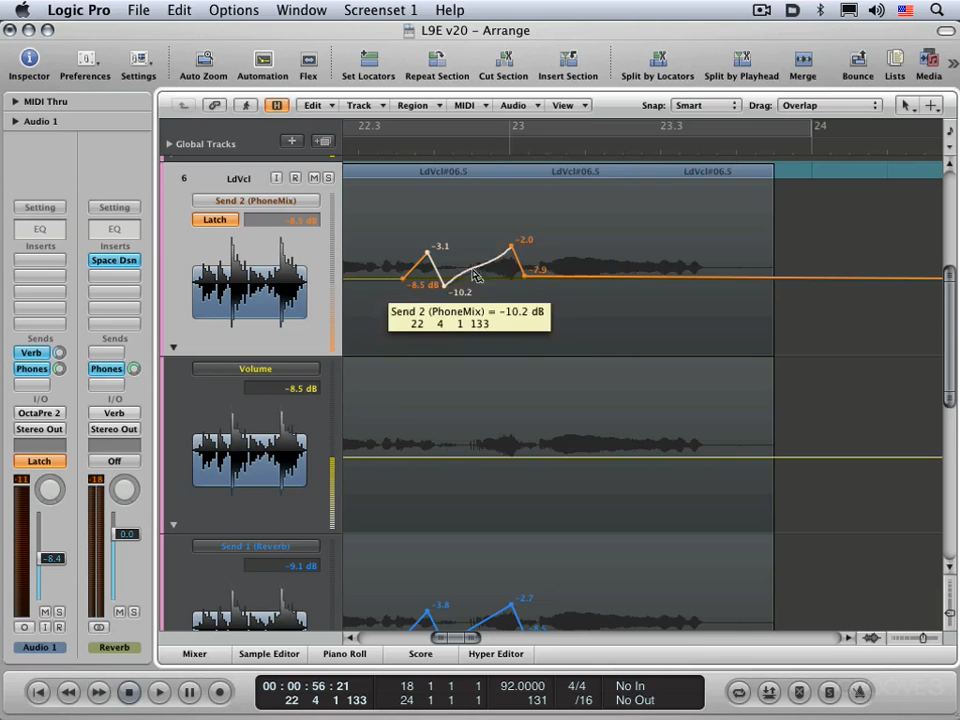 Logic Pro File Edit Options Window Screenset 1 Help
L9E v20 - Arrange
Inspector Preferences Settings Auto Zoom Automation Flex Set Locators Repeat Section Cut Section Insert Section Split by Locators Split by Playhead Merge Bounce Lists Media
MIDI Thru
Audio 1
H Edit Track Region MIDI Audio View Snap: Smart Drag: Overlap
22.3 23 23.3 24
Global Tracks
6 LdVcl I R M S
LdVcl#06.5 LdVcl#06.5 LdVcl#06.5
Send 2 (PhoneMix)
Latch -8.5 dB
-3.1 -2.0
-8.5 dB -10.2 -7.9
Send 2 (PhoneMix) = -10.2 dB
22 4 1 133
Volume
-8.5 dB
Send 1 (Reverb)
-9.1 dB
-3.8 -2.7
Setting Setting
EQ EQ
Inserts Inserts
Space Dsn
Sends Sends
Verb
Phones Phones
I/O I/O
OctaPre 2 Verb
Stereo Out Stereo Out
Latch Off
-11 -18
-8.4 0.0
M S M S
I R
Audio 1 Reverb
Mixer Sample Editor Piano Roll Score Hyper Editor
00 : 00 : 56 : 21 18 1 1 1 92.0000 4/4 No In
22 4 1 133 24 1 1 1 131 /16 No Out